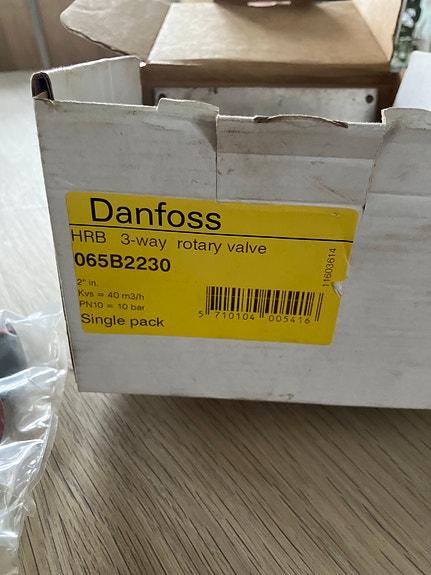 Danfoss
HRB 3-way rotary valve
065B2230
2" in.
Kvs = 40 m3/h
PN10 = 10 bar
Single pack
5 710104 005416
11603614